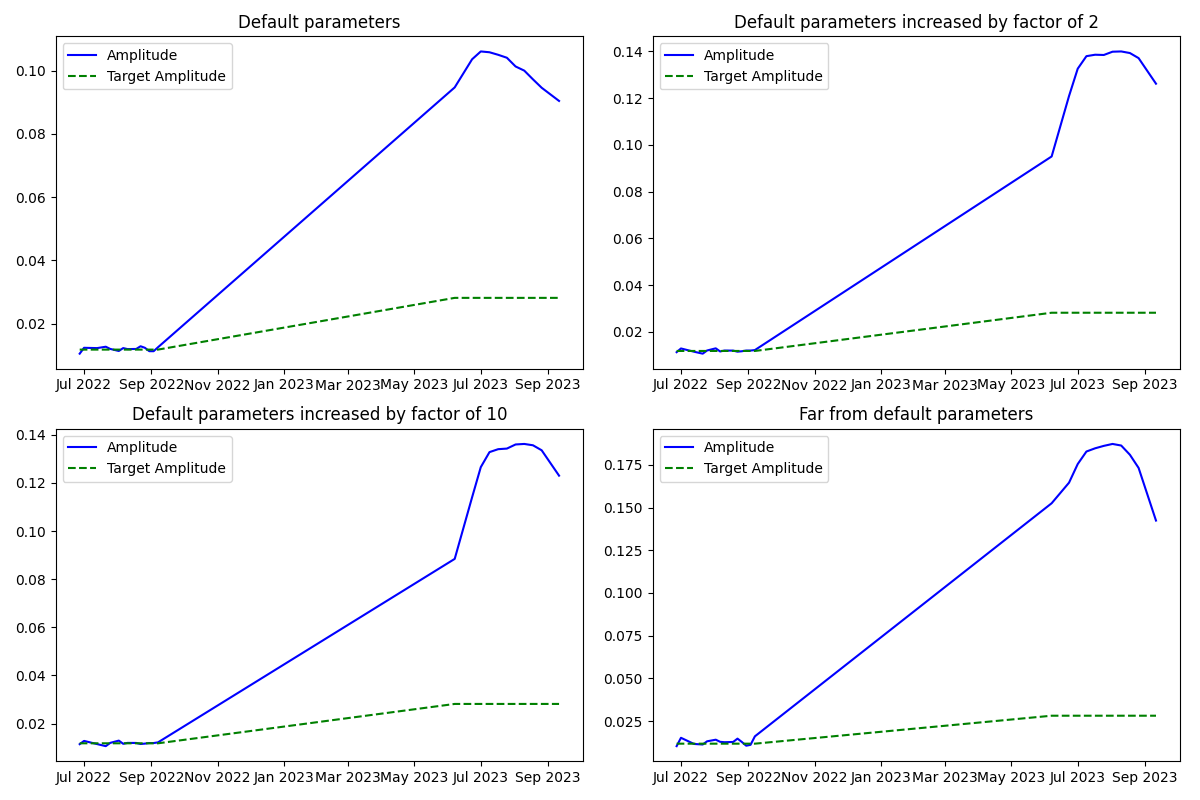 Default parameters
Amplitude
Target Amplitude
0.10
0.08
0.06
0.04
0.02
Jul 2022 Sep 2022 Nov 2022 Jan 2023 Mar 2023 May 2023 Jul 2023 Sep 2023
Default parameters increased by factor of 2
Amplitude
Target Amplitude
0.14
0.12
0.10
0.08
0.06
0.04
0.02
Jul 2022 Sep 2022 Nov 2022 Jan 2023 Mar 2023 May 2023 Jul 2023 Sep 2023
Default parameters increased by factor of 10
Amplitude
Target Amplitude
0.14
0.12
0.10
0.08
0.06
0.04
0.02
Jul 2022 Sep 2022 Nov 2022 Jan 2023 Mar 2023 May 2023 Jul 2023 Sep 2023
Far from default parameters
Amplitude
Target Amplitude
0.175
0.150
0.125
0.100
0.075
0.050
0.025
Jul 2022 Sep 2022 Nov 2022 Jan 2023 Mar 2023 May 2023 Jul 2023 Sep 2023